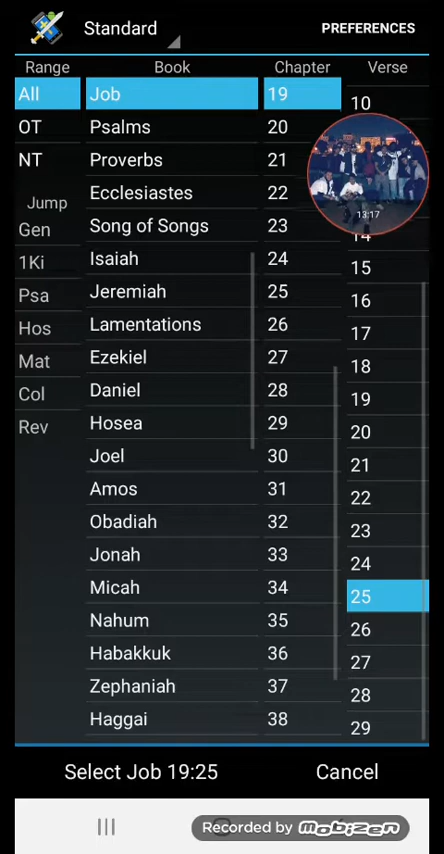 Standard PREFERENCES
Range Book Chapter Verse
All Job 19 10
OT Psalms 20
NT Proverbs 21
Ecclesiastes 22
Jump
13:17
Gen Song of Songs 23 14
1Ki Isaiah 24 15
Psa Jeremiah 25 16
Hos Lamentations 26 17
Mat Ezekiel 27 18
Col Daniel 28 19
Rev Hosea 29 20
Joel 30 21
Amos 31 22
Obadiah 32 23
Jonah 33 24
Micah 34 25
Nahum 35 26
Habakkuk 36 27
Zephaniah 37 28
Haggai 38 29
Select Job 19:25 Cancel
Recorded by MOBIZEN